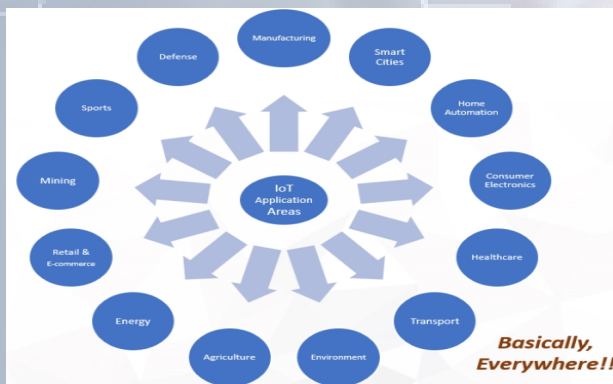 Manufacturing
Smart
Cities
Home
Automation
Consumer
Electronics
Healthcare
Transport
Environment
Agriculture
Energy
Retail &
E-commerce
Mining
Sports
Defense
IoT
Application
Areas
Basically,
Everywhere!!